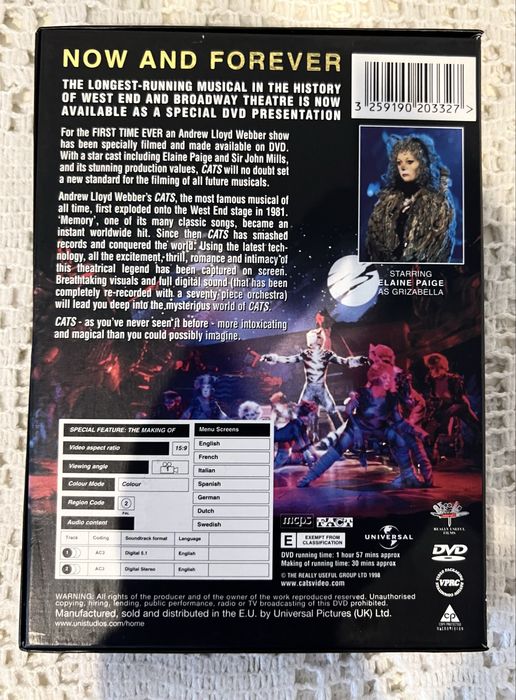 NOW AND FOREVER
THE LONGEST-RUNNING MUSICAL IN THE HISTORY
OF WEST END AND BROADWAY THEATRE IS NOW
AVAILABLE AS A SPECIAL DVD PRESENTATION
3 259190 203327 >
For the FIRST TIME EVER an Andrew Lloyd Webber show
has been specially filmed and made available on DVD.
With a star cast including Elaine Paige and Sir John Mills,
and its stunning production values, CATS will no doubt set
a new standard for the filming of all future musicals.
Andrew Lloyd Webber's CATS, the most famous musical of
all time, first exploded onto the West End stage in 1981.
'Memory', one of its many classic songs, became an
instant worldwide hit. Since then CATS has smashed
records and conquered the world. Using the latest tech-
nology, all the excitement, thrill, romance and intimacy of
this theatrical legend has been captured on screen.
Breathtaking visuals and full digital sound (that has been
completely re-recorded with a seventy piece orchestra)
will lead you deep into the mysterious world of CATS.
CATS - as you've never seen it before - more intoxicating
and magical than you could possibly imagine.
STARRING
ELAINE PAIGE
AS GRIZABELLA
SPECIAL FEATURE: THE MAKING OF
Video aspect ratio 15:9
Viewing angle
Colour Mode Colour
Region Code 2
PAL
Audio content
Track Coding Soundtrack format Language
1 AC3 Digital 5.1 English
2 AC3 Digital Stereo English
Menu Screens
English
French
Italian
Spanish
German
Dutch
Swedish
mcps FACT
E EXEMPT FROM CLASSIFICATION
UNIVERSAL
REALLY USEFUL
FILMS
DVD
VIDEO
VPRC
COPY PROTECTED
DVD running time: 1 hour 57 mins approx
Making of running time: 30 mins approx
© THE REALLY USEFUL GROUP LTD 1998
www.catsvideo.com
WARNING: All rights of the producer and of the owner of the work reproduced reserved. Unauthorised
copying, hiring, lending, public performance, radio or TV broadcasting of this DVD prohibited.
Manufactured, sold and distributed in the E.U. by Universal Pictures (UK) Ltd.
www.unistudios.com/home